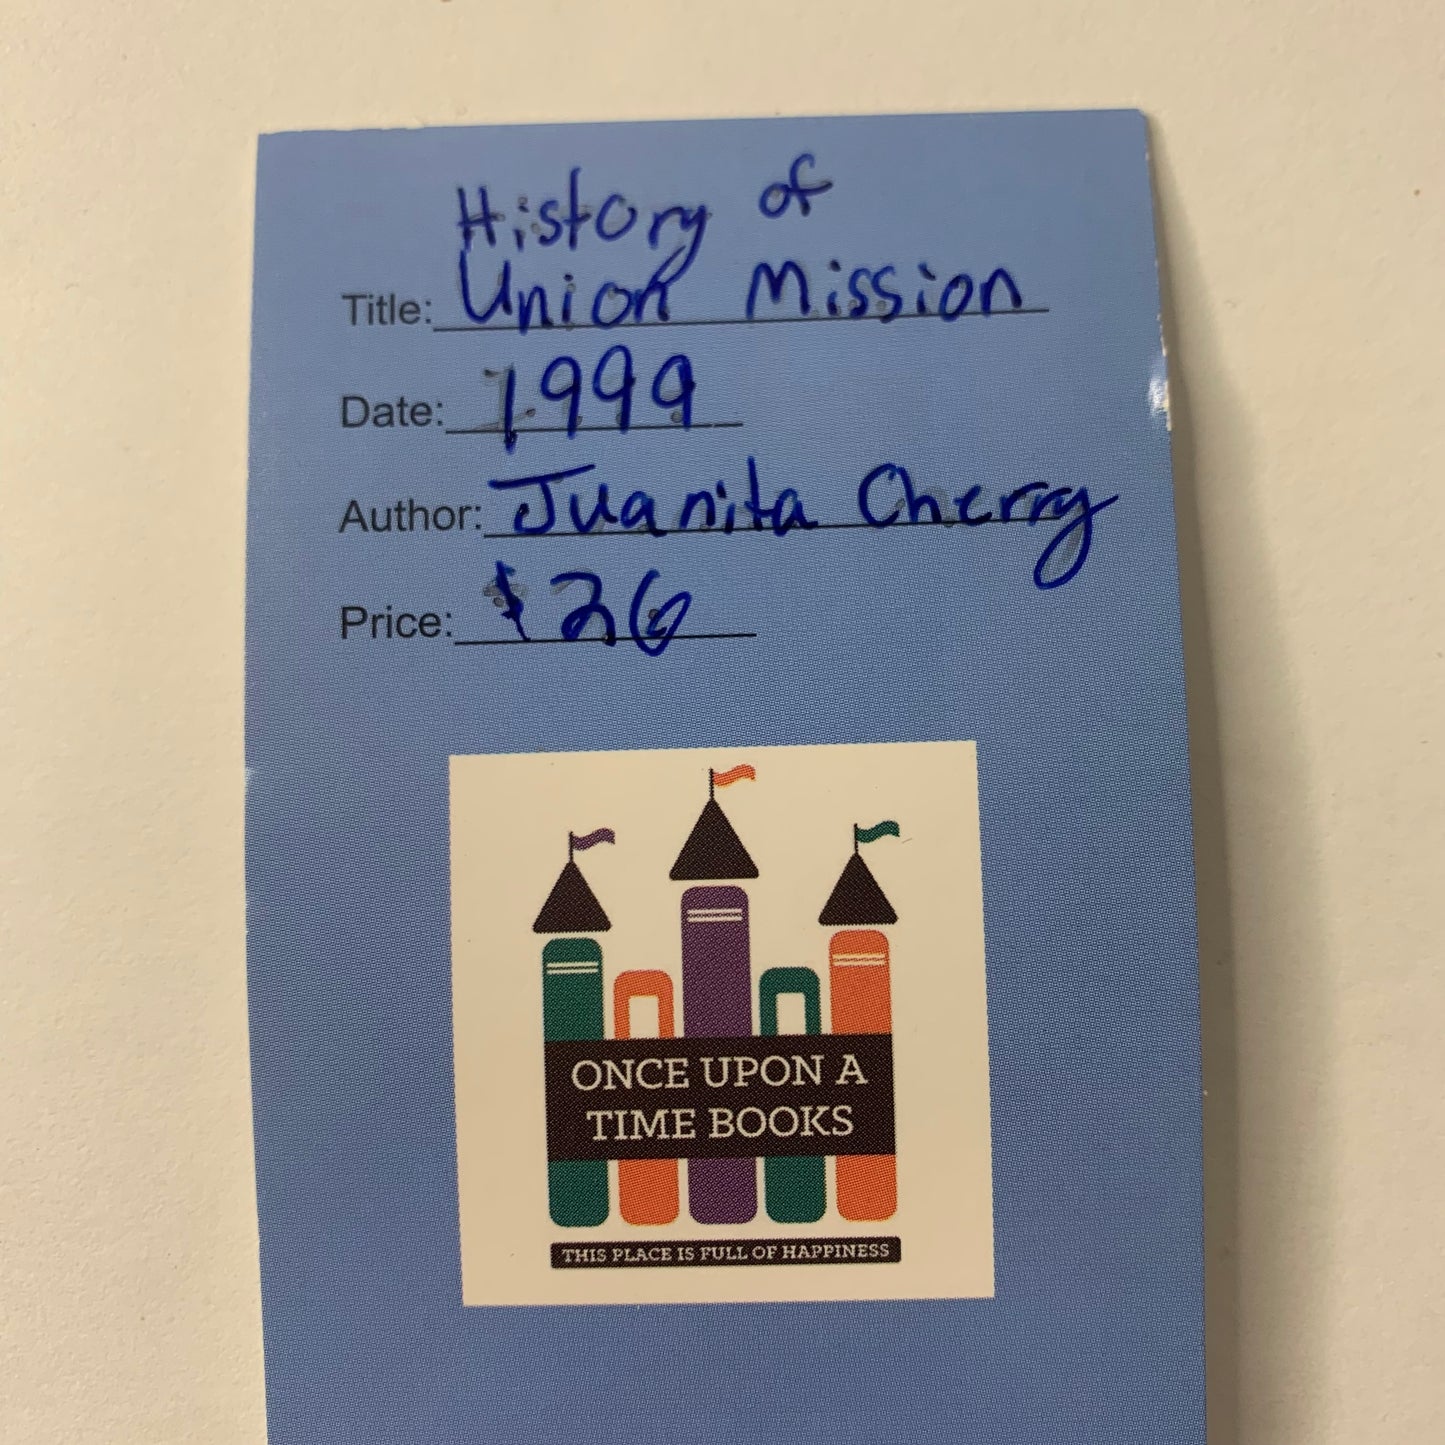 History of
Title: Union Mission
Date: 1999
Author: Juanita Cherry
Price: $26
ONCE UPON A
TIME BOOKS
THIS PLACE IS FULL OF HAPPINESS